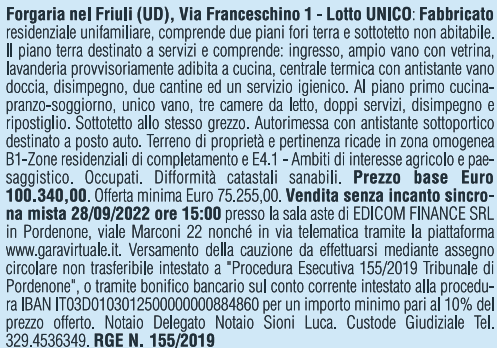 Forgaria nel Friuli (UD), Via Franceschino 1 - Lotto UNICO: Fabbricato
residenziale unifamiliare, comprende due piani fori terra e sottotetto non abitabile.
Il piano terra destinato a servizi e comprende: ingresso, ampio vano con vetrina,
lavanderia provvisoriamente adibita a cucina, centrale termica con antistante vano
doccia, disimpegno, due cantine ed un servizio igienico. Al piano primo cucina-
pranzo-soggiorno, unico vano, tre camere da letto, doppi servizi, disimpegno e
ripostiglio. Sottotetto allo stesso grezzo. Autorimessa con antistante sottoportico
destinato a posto auto. Terreno di proprietà e pertinenza ricade in zona omogenea
B1-Zone residenziali di completamento e E4.1 - Ambiti di interesse agricolo e pae-
saggistico. Occupati. Difformità catastali sanabili. Prezzo base Euro
100.340,00. Offerta minima Euro 75.255,00. Vendita senza incanto sincro-
na mista 28/09/2022 ore 15:00 presso la sala aste di EDICOM FINANCE SRL
in Pordenone, viale Marconi 22 nonché in via telematica tramite la piattaforma
www.garavirtuale.it. Versamento della cauzione da effettuarsi mediante assegno
circolare non trasferibile intestato a "Procedura Esecutiva 155/2019 Tribunale di
Pordenone", o tramite bonifico bancario sul conto corrente intestato alla procedu-
ra IBAN IT03D0103012500000000884860 per un importo minimo pari al 10% del
prezzo offerto. Notaio Delegato Notaio Sioni Luca. Custode Giudiziale Tel.
329.4536349. RGE N. 155/2019